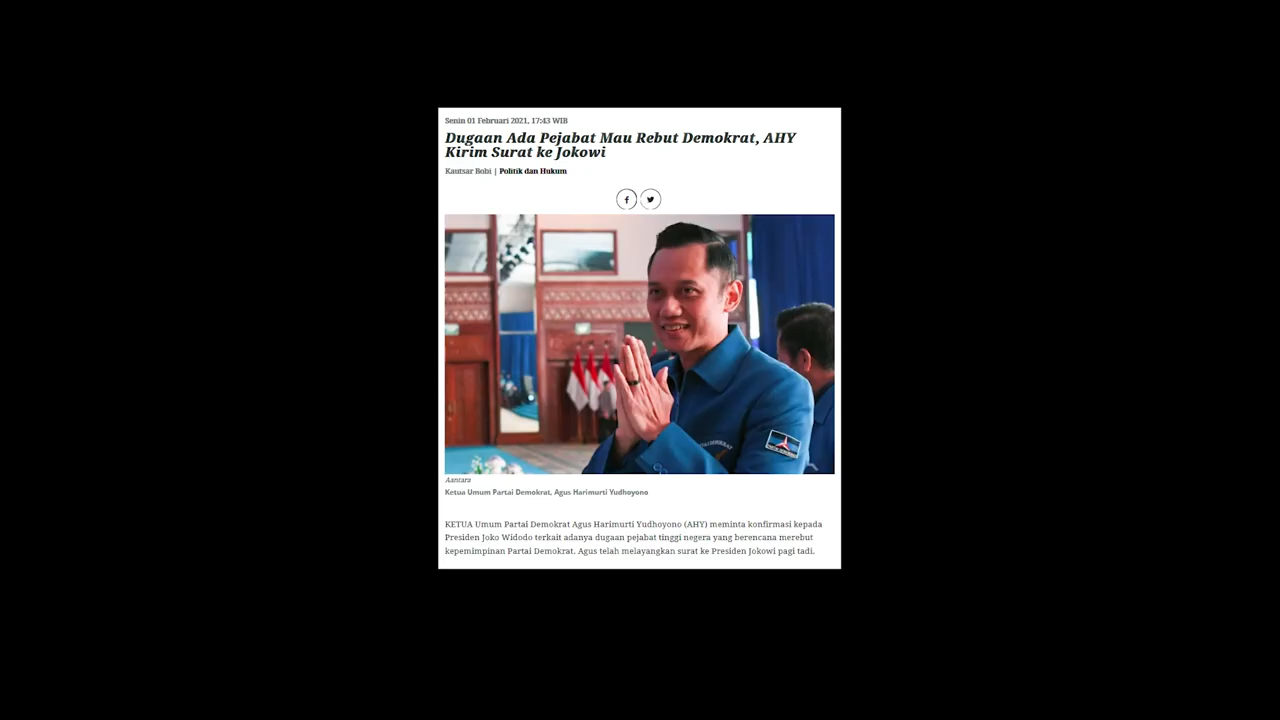 Senin 01 Februari 2021, 17:43 WIB
Dugaan Ada Pejabat Mau Rebut Demokrat, AHY
Kirim Surat ke Jokowi
Kautsar Bobi | Politik dan Hukum
Aantara
Ketua Umum Partai Demokrat, Agus Harimurti Yudhoyono
KETUA Umum Partai Demokrat Agus Harimurti Yudhoyono (AHY) meminta konfirmasi kepada
Presiden Joko Widodo terkait adanya dugaan pejabat tinggi negera yang berencana merebut
kepemimpinan Partai Demokrat. Agus telah melayangkan surat ke Presiden Jokowi pagi tadi.